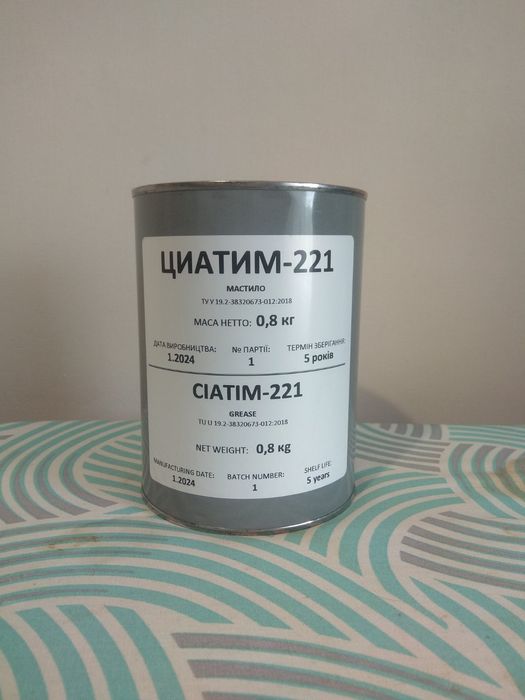 ЦИАТИМ-221
МАСТИЛО
ТУ У 19.2-38320673-012:2018
МАСА НЕТТО: 0,8 кг
ДАТА ВИРОБНИЦТВА: № ПАРТІЇ: ТЕРМІН ЗБЕРІГАННЯ:
1.2024 1 5 років
CIATIM-221
GREASE
TU U 19.2-38320673-012:2018
NET WEIGHT: 0,8 kg
MANUFACTURING DATE: BATCH NUMBER: SHELF LIFE:
1.2024 1 5 years